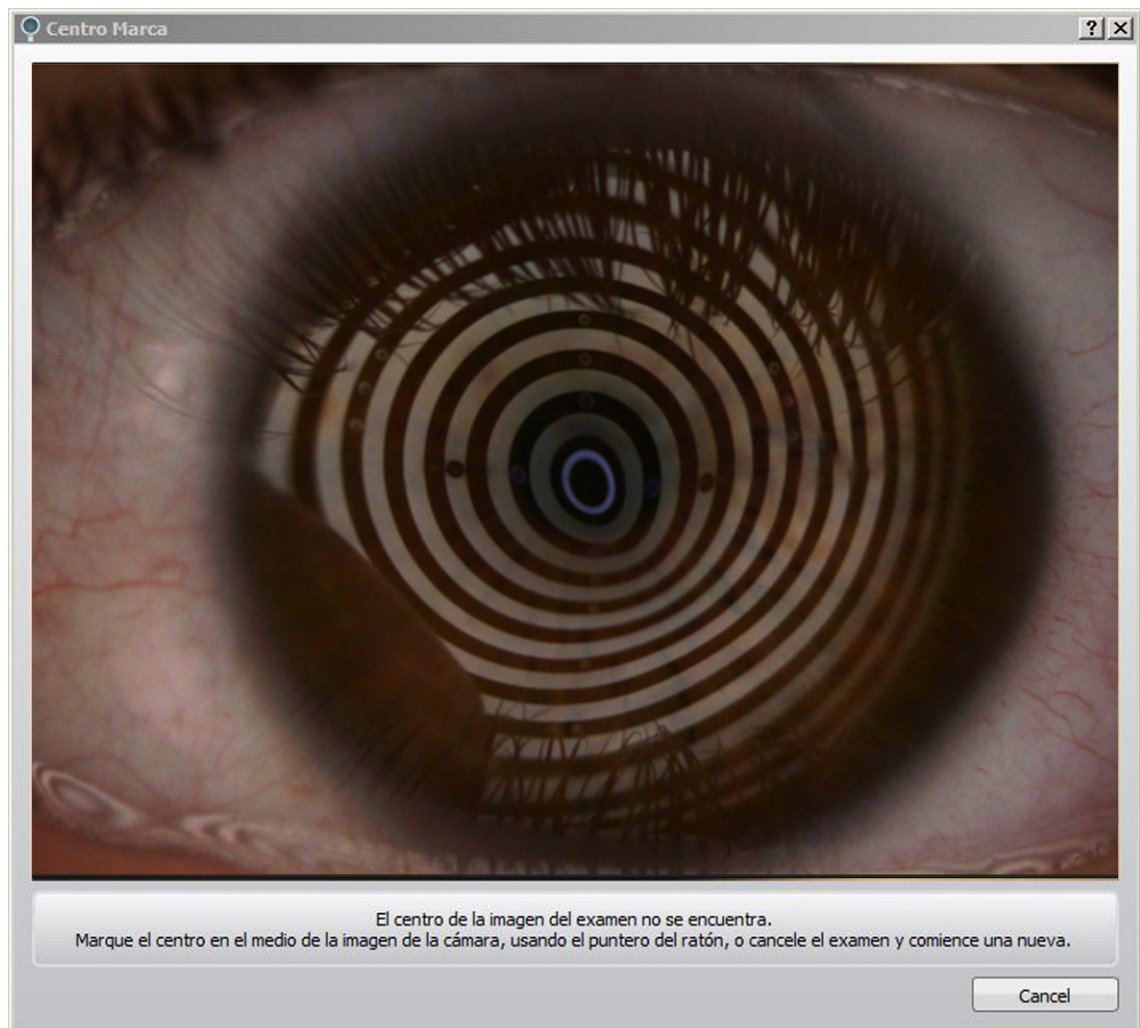 Centro Marca
El centro de la imagen del examen no se encuentra.
Marque el centro en el medio de la imagen de la cámara, usando el puntero del ratón, o cancele el examen y comience una nueva.
Cancel